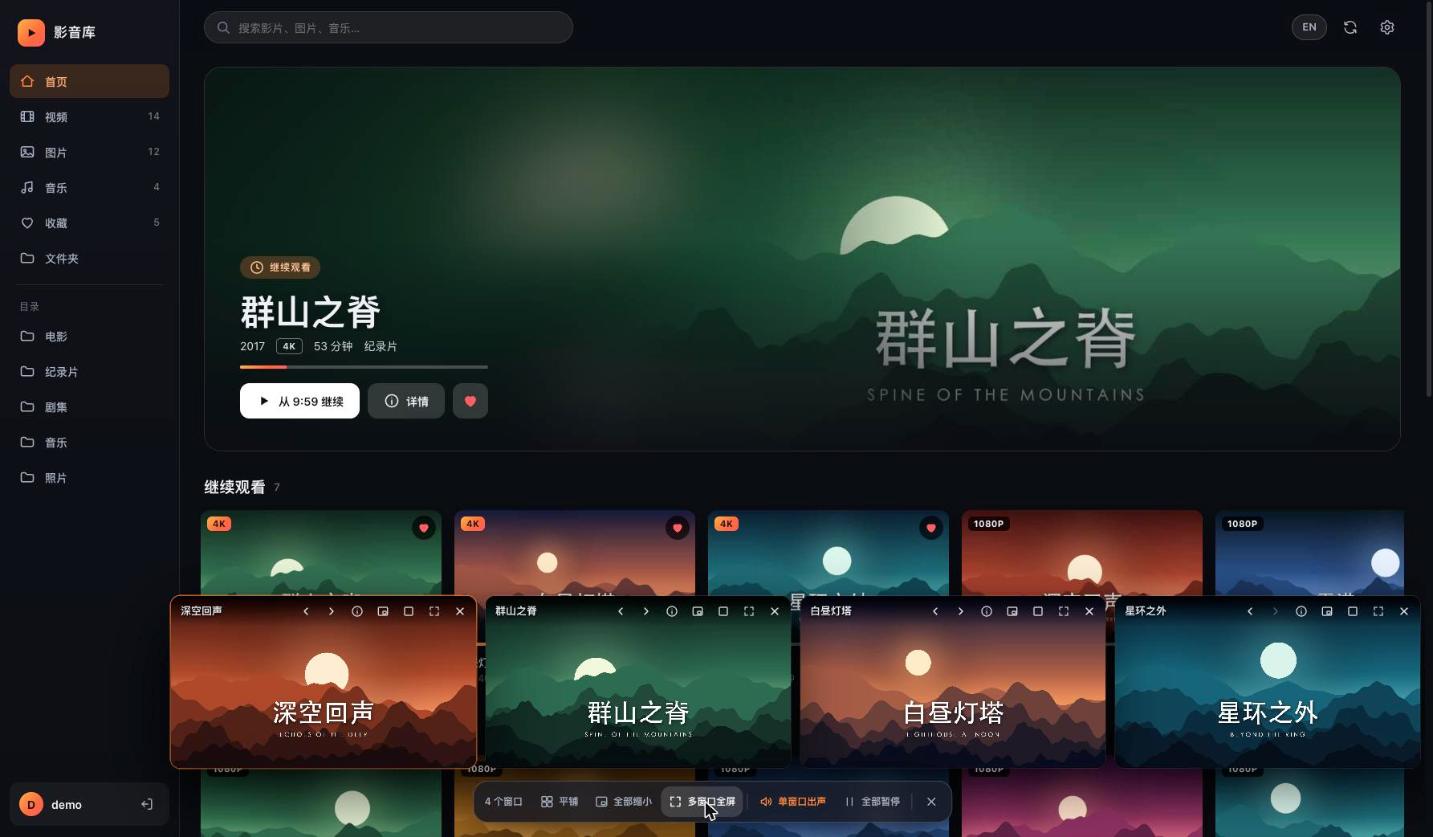 影音库
搜索影片、图片、音乐...
EN
首页
视频 14
图片 12
音乐 4
收藏 5
文件夹
目录
电影
纪录片
剧集
音乐
照片
D demo
继续观看
群山之脊
2017 4K 53 分钟 纪录片
从 9:59 继续 详情
群山之脊
SPINE OF THE MOUNTAINS
继续观看 7
4K 4K 4K 1080P 1080P
深空回声 群山之脊 白昼灯塔 星环之外
深空回声 群山之脊 白昼灯塔 星环之外
1080P 1080P 1080P 1080P 1080P
4 个窗口 平铺 全部缩小 多窗口全屏 单窗口出声 全部暂停